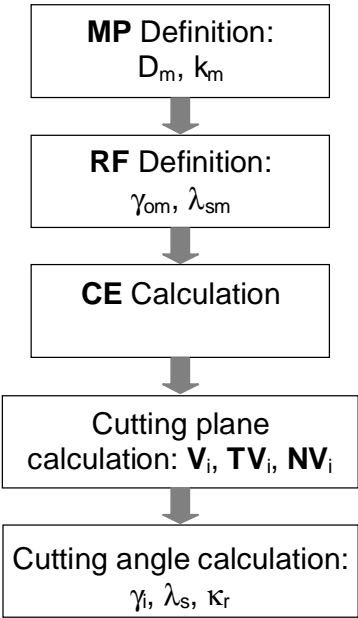 MP Definition:
Dm, km
RF Definition:
γom, λsm
CE Calculation
Cutting plane
calculation: Vi, TVi, NVi
Cutting angle calculation:
γi, λs, κr